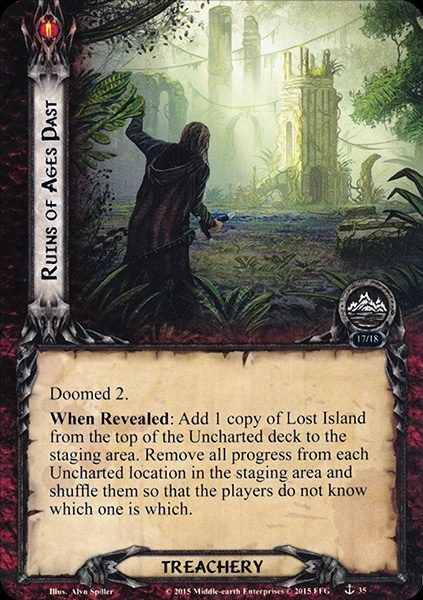 RUINS OF AGES PAST
17/18
Doomed 2.
When Revealed: Add 1 copy of Lost Island
from the top of the Uncharted deck to the
staging area. Remove all progress from each
Uncharted location in the staging area and
shuffle them so that the players do not know
which one is which.
TREACHERY
Illus. Alyn Spiller © 2015 Middle-earth Enterprises © 2015 FFG 35